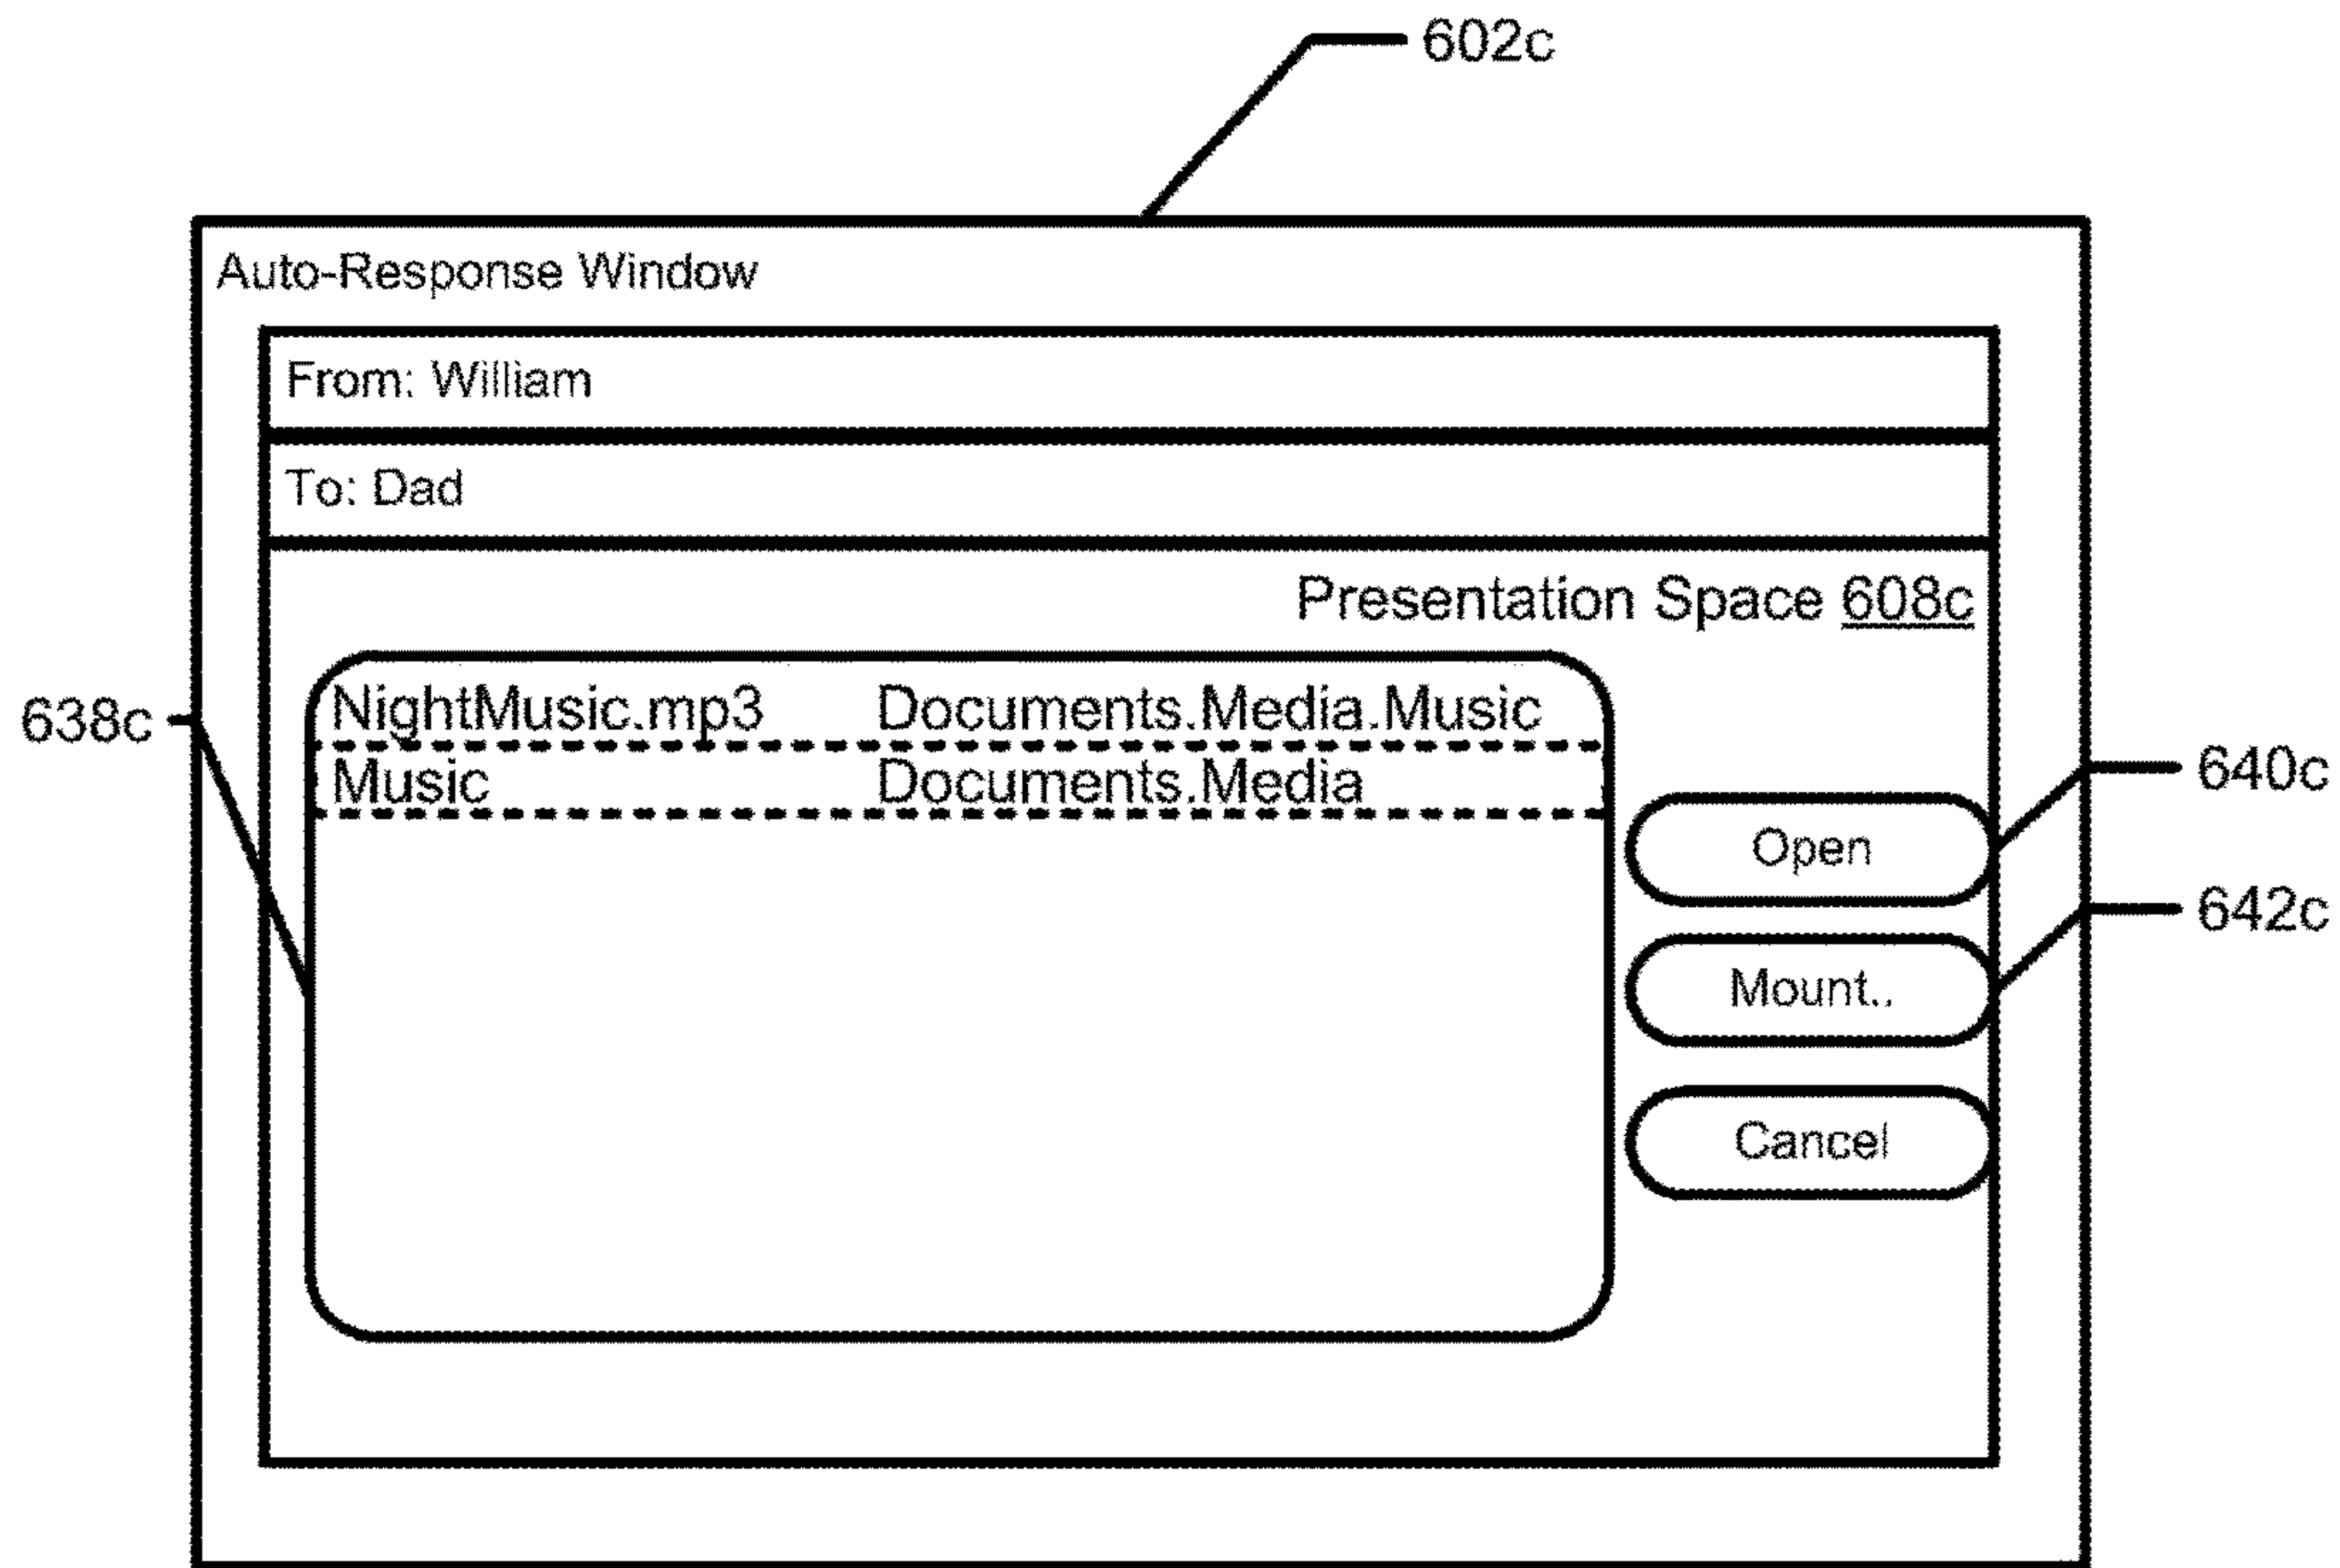 602c
Auto-Response Window
From: William
To: Dad
Presentation Space 608c
NightMusic.mp3 Documents.Media.Music
638c
Music Documents.Media
640c
Open
642c
Mount..
Cancel